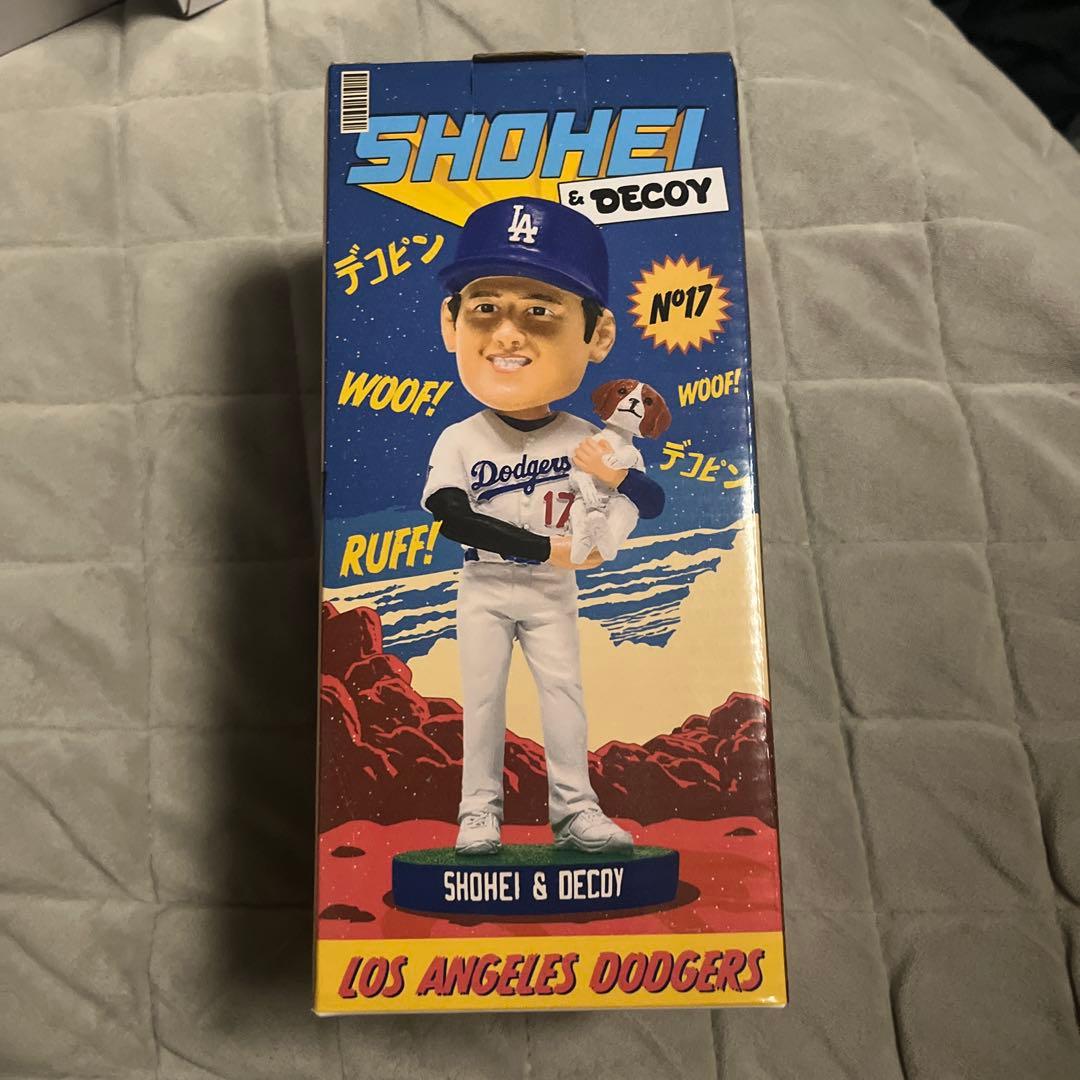 SHOHEI
& DECOY
LA
デコピン
Nº17
WOOF!
WOOF!
デコピン
Dodgers
17
RUFF!
SHOHEI & DECOY
LOS ANGELES DODGERS